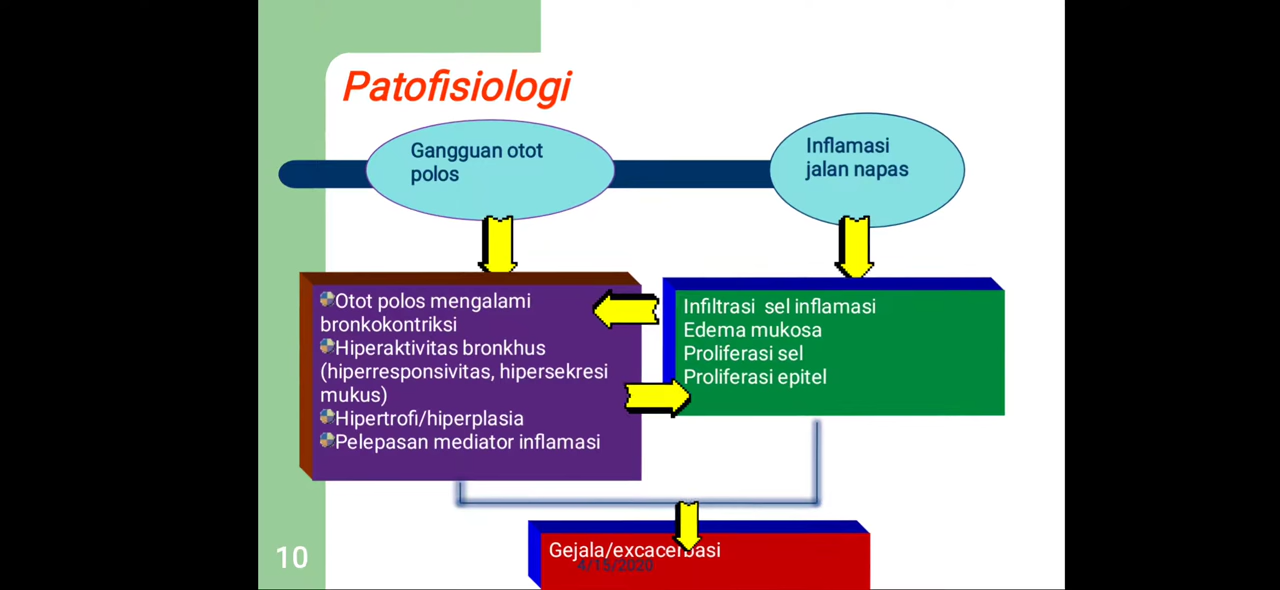 Patofisiologi
Gangguan otot
polos
Inflamasi
jalan napas
Otot polos mengalami
bronkokontriksi
Hiperaktivitas bronkhus
(hiperresponsivitas, hipersekresi
mukus)
Hipertrofi/hiperplasia
Pelepasan mediator inflamasi
Infiltrasi sel inflamasi
Edema mukosa
Proliferasi sel
Proliferasi epitel
Gejala/excacerbasi
4/15/2020
10